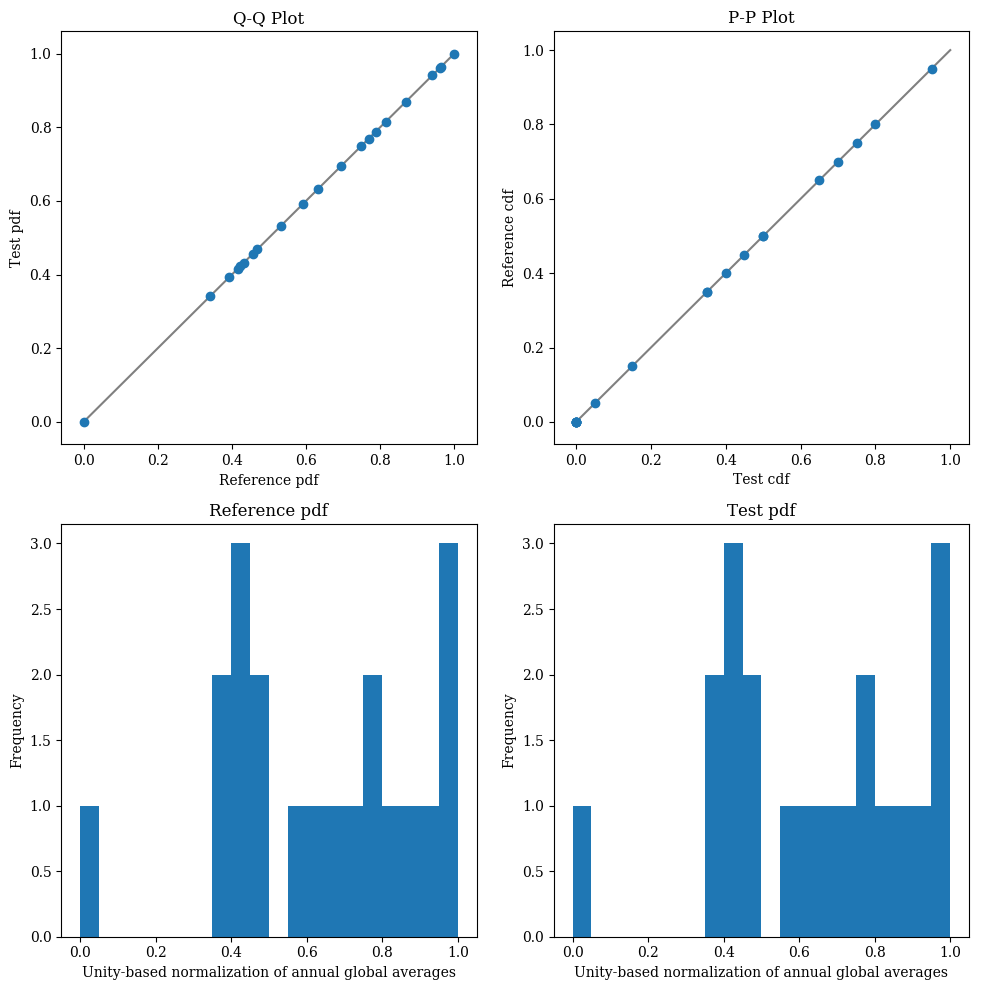 Q-Q Plot
1.0
0.8
0.6
0.4
0.2
0.0
Test pdf
0.0 0.2 0.4 0.6 0.8 1.0
Reference pdf
P-P Plot
1.0
0.8
0.6
0.4
0.2
0.0
Reference cdf
0.0 0.2 0.4 0.6 0.8 1.0
Test cdf
Reference pdf
3.0
2.5
2.0
1.5
1.0
0.5
0.0
Frequency
0.0 0.2 0.4 0.6 0.8 1.0
Unity-based normalization of annual global averages
Test pdf
3.0
2.5
2.0
1.5
1.0
0.5
0.0
Frequency
0.0 0.2 0.4 0.6 0.8 1.0
Unity-based normalization of annual global averages